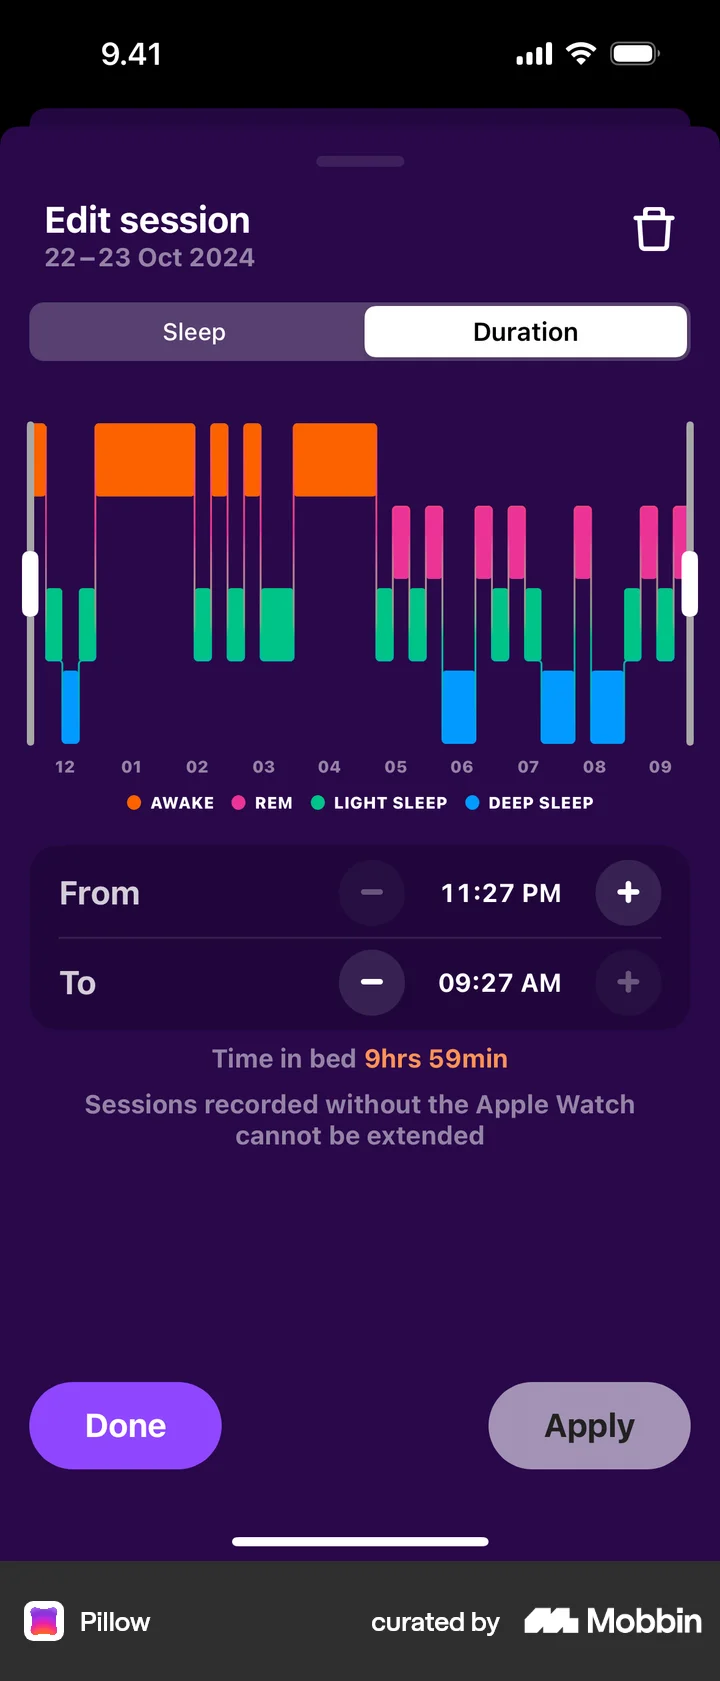 9.41
Edit session
22–23 Oct 2024
Sleep Duration
12 01 02 03 04 05 06 07 08 09
AWAKE REM LIGHT SLEEP DEEP SLEEP
From 11:27 PM
To 09:27 AM
Time in bed 9hrs 59min
Sessions recorded without the Apple Watch
cannot be extended
Done Apply
Pillow curated by Mobbin